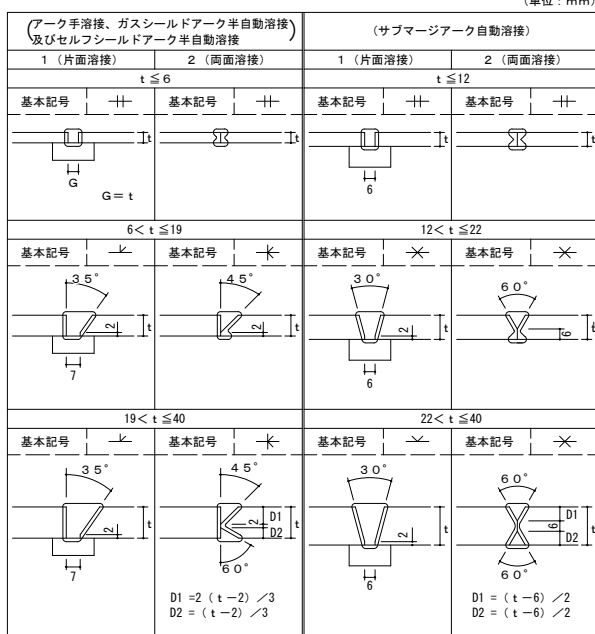 (単位：mm)
(アーク手溶接、ガスシールドアーク半自動溶接 及びセルフシールドアーク半自動溶接)
(サブマージアーク自動溶接)
1 (片面溶接) 2 (両面溶接) 1 (片面溶接) 2 (両面溶接)
t≦6 t≦12
基本記号 基本記号 基本記号 基本記号
t t
G 6
G= t
6< t ≦19 12< t ≦22
基本記号 基本記号 基本記号 基本記号
35° 45° 30° 60°
2 2 t 2 6 t
7 6
19< t ≦40 22< t ≦40
基本記号 基本記号 基本記号 基本記号
35° 45° 30° 60°
2 D1 2 D2 t 2 D1 6 D2 t
7 60° 6 60°
D1 =2 ( t −2) ／3 D1 = ( t −6) ／2
D2 = ( t −2) ／3 D2 = ( t −6) ／2